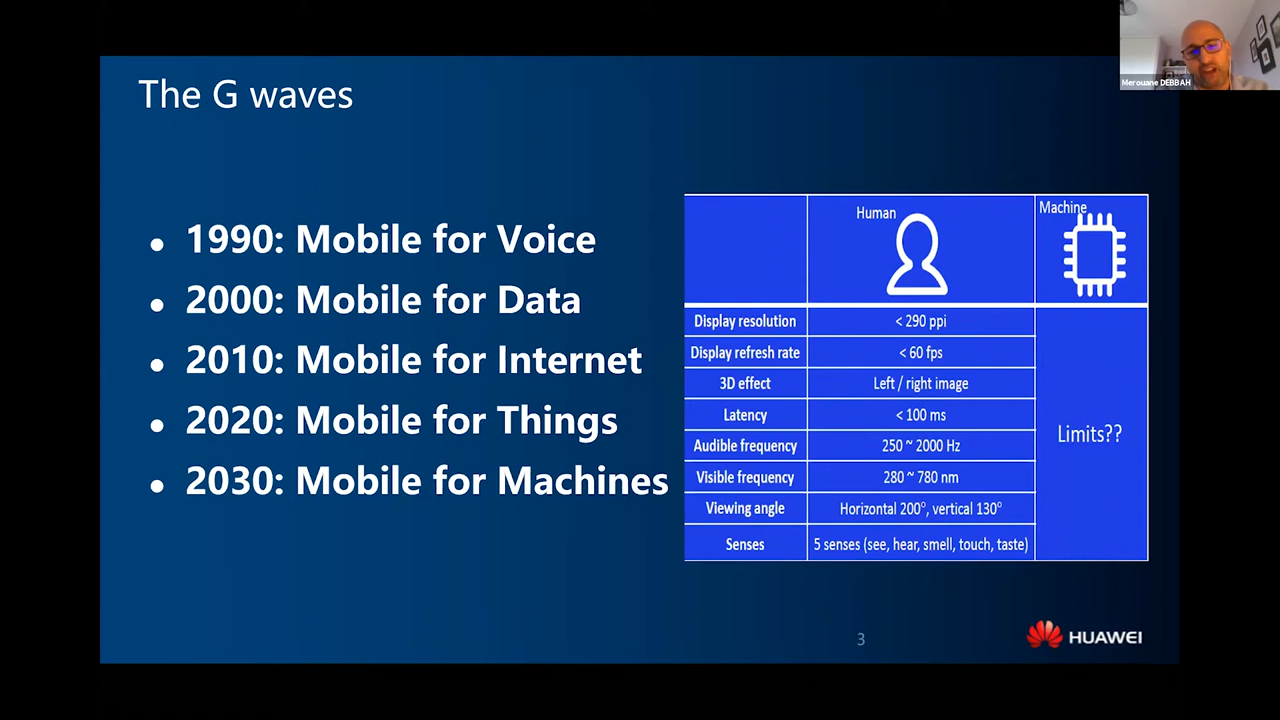 Merouane DEBBAH
The G waves
• 1990: Mobile for Voice
• 2000: Mobile for Data
• 2010: Mobile for Internet
• 2020: Mobile for Things
• 2030: Mobile for Machines
Human Machine
Display resolution < 290 ppi
Display refresh rate < 60 fps
3D effect Left / right image
Latency < 100 ms
Audible frequency 250 ~ 2000 Hz
Visible frequency 280 ~ 780 nm
Viewing angle Horizontal 200°, vertical 130°
Senses 5 senses (see, hear, smell, touch, taste)
Limits??
3
HUAWEI